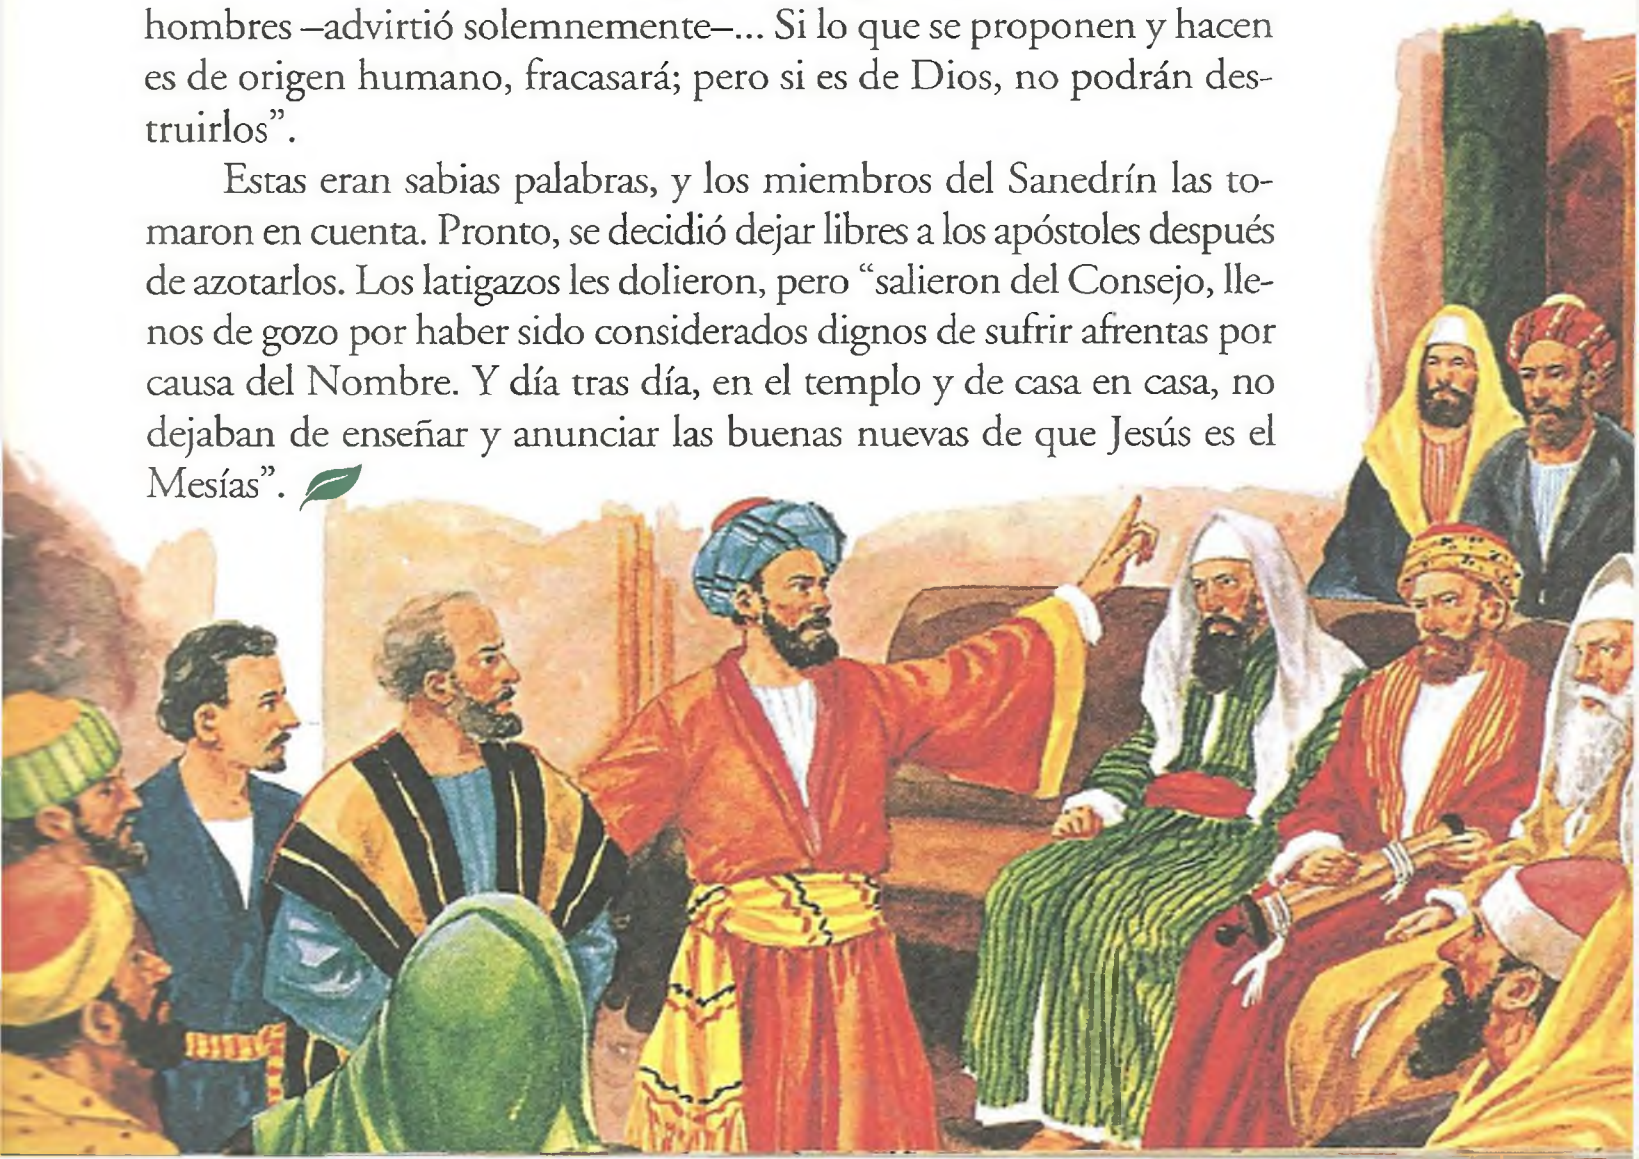 hombres –advirtió solemnemente–... Si lo que se proponen y hacen
es de origen humano, fracasará; pero si es de Dios, no podrán des-
truirlos”.
Estas eran sabias palabras, y los miembros del Sanedrín las to-
maron en cuenta. Pronto, se decidió dejar libres a los apóstoles después
de azotarlos. Los latigazos les dolieron, pero “salieron del Consejo, lle-
nos de gozo por haber sido considerados dignos de sufrir afrentas por
causa del Nombre. Y día tras día, en el templo y de casa en casa, no
dejaban de enseñar y anunciar las buenas nuevas de que Jesús es el
Mesías”.